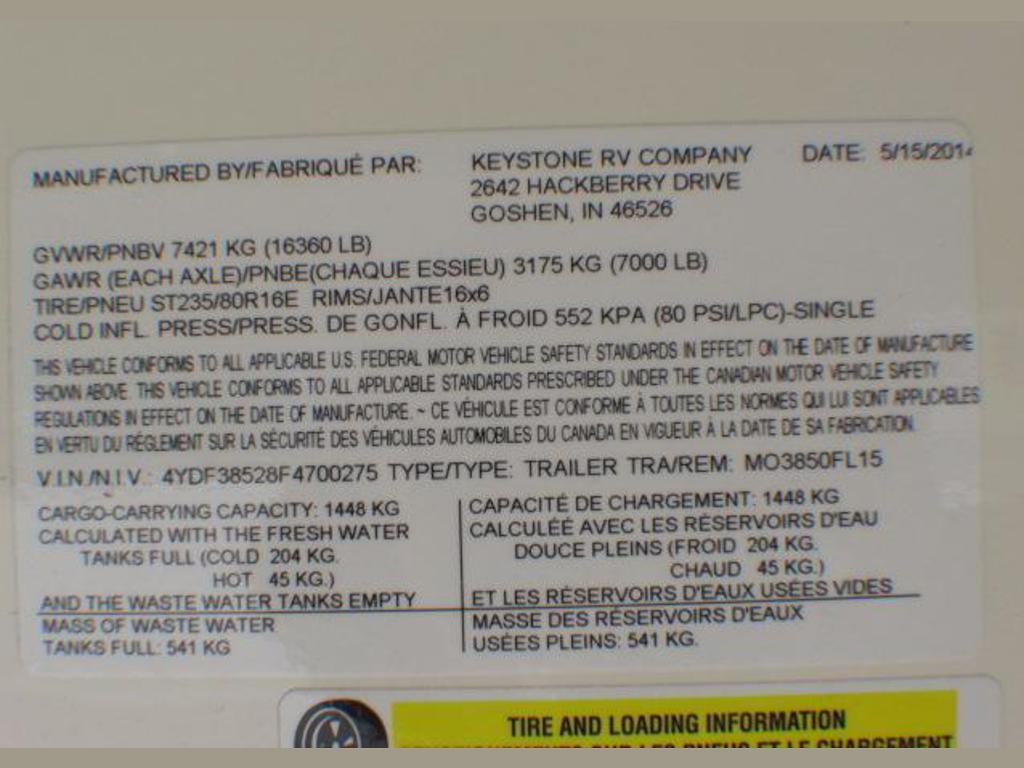 MANUFACTURED BY/FABRIQUÉ PAR: KEYSTONE RV COMPANY DATE: 5/15/2014
2642 HACKBERRY DRIVE
GOSHEN, IN 46526
GVWR/PNBV 7421 KG (16360 LB)
GAWR (EACH AXLE)/PNBE(CHAQUE ESSIEU) 3175 KG (7000 LB)
TIRE/PNEU ST235/80R16E RIMS/JANTE16x6
COLD INFL. PRESS/PRESS. DE GONFL. À FROID 552 KPA (80 PSI/LPC)-SINGLE
THIS VEHICLE CONFORMS TO ALL APPLICABLE U.S. FEDERAL MOTOR VEHICLE SAFETY STANDARDS IN EFFECT ON THE DATE OF MANUFACTURE
SHOWN ABOVE. THIS VEHICLE CONFORMS TO ALL APPLICABLE STANDARDS PRESCRIBED UNDER THE CANADIAN MOTOR VEHICLE SAFETY
REGULATIONS IN EFFECT ON THE DATE OF MANUFACTURE. ~ CE VÉHICULE EST CONFORME À TOUTES LES NORMES QUI LUI SONT APPLICABLES
EN VERTU DU RÉGLEMENT SUR LA SÉCURITÉ DES VÉHICULES AUTOMOBILES DU CANADA EN VIGUEUR À LA DATE DE SA FABRICATION.
V.I.N./N.I.V.: 4YDF38528F4700275 TYPE/TYPE: TRAILER TRA/REM: MO3850FL15
CARGO-CARRYING CAPACITY: 1448 KG
CALCULATED WITH THE FRESH WATER
TANKS FULL (COLD 204 KG.
HOT 45 KG.)
AND THE WASTE WATER TANKS EMPTY
MASS OF WASTE WATER
TANKS FULL: 541 KG
CAPACITÉ DE CHARGEMENT: 1448 KG
CALCULÉE AVEC LES RÉSERVOIRS D'EAU
DOUCE PLEINS (FROID 204 KG.
CHAUD 45 KG.)
ET LES RÉSERVOIRS D'EAUX USÉES VIDES
MASSE DES RÉSERVOIRS D'EAUX
USÉES PLEINS: 541 KG.
TIRE AND LOADING INFORMATION
SUR LES PNEUS ET LE CHARGEMENT